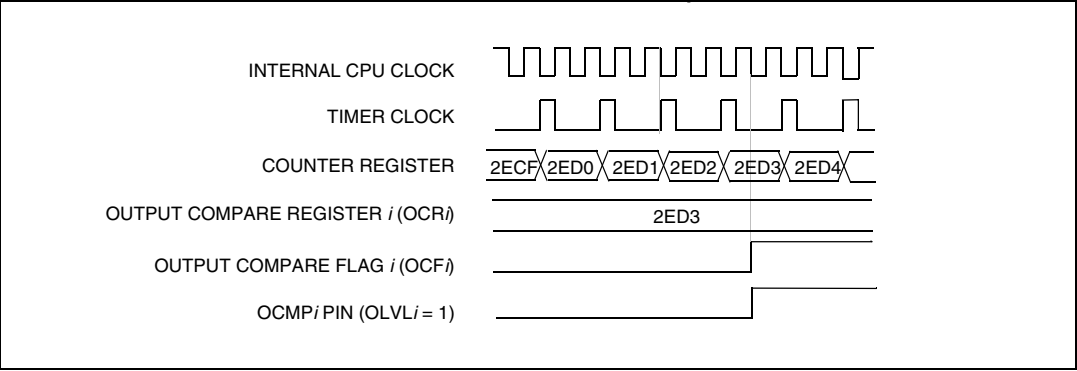 INTERNAL CPU CLOCK
TIMER CLOCK
COUNTER REGISTER 2ECF 2ED0 2ED1 2ED2 2ED3 2ED4
OUTPUT COMPARE REGISTER i (OCRi) 2ED3
OUTPUT COMPARE FLAG i (OCFi)
OCMPi PIN (OLVLi = 1)